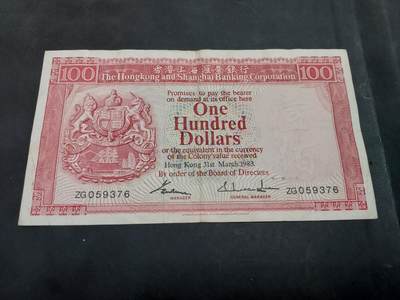 香港上海滙豐銀行
100 The Hongkong and Shanghai Banking Corporation 100
Promises to pay the bearer
on demand at its office here
One
Hundred
Dollars
or the equivalent in the currency
of the Colony value received
Hong Kong 31st March 1983
By order of the Board of Directors
ZG059376 ZG059376
MANAGER GENERAL MANAGER